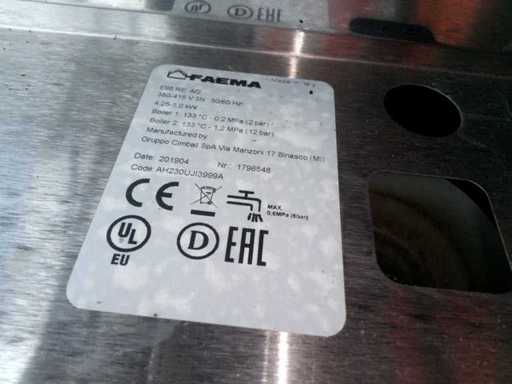 FAEMA
E98 RE A/2
380-415 V 3N 50/60 Hz
4,25-5,0 kW
Boiler 1: 133 °C - 0,2 MPa (2 bar)
Boiler 2: 133 °C - 1,2 MPa (12 bar)
Manufactured by
Gruppo Cimbali SpA Via Manzoni 17 Binasco (MI)
Date: 201904 Nr.: 1796548
Code: AH230UJI3999A
CE
MAX.
0,6MPa (6bar)
UL D EAC
EU